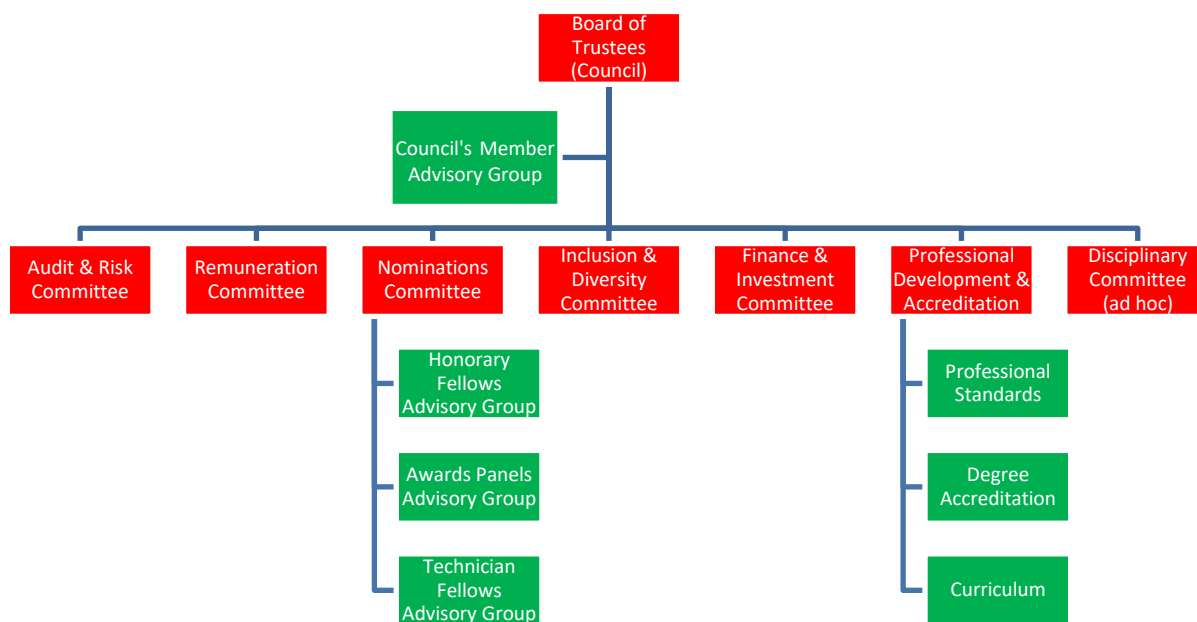 Board of
Trustees
(Council)
Council's Member
Advisory Group
Audit & Risk
Committee
Remuneration
Committee
Nominations
Committee
Inclusion &
Diversity
Committee
Finance &
Investment
Committee
Professional
Development &
Accreditation
Disciplinary
Committee
(ad hoc)
Honorary
Fellows
Advisory Group
Awards Panels
Advisory Group
Technician
Fellows
Advisory Group
Professional
Standards
Degree
Accreditation
Curriculum